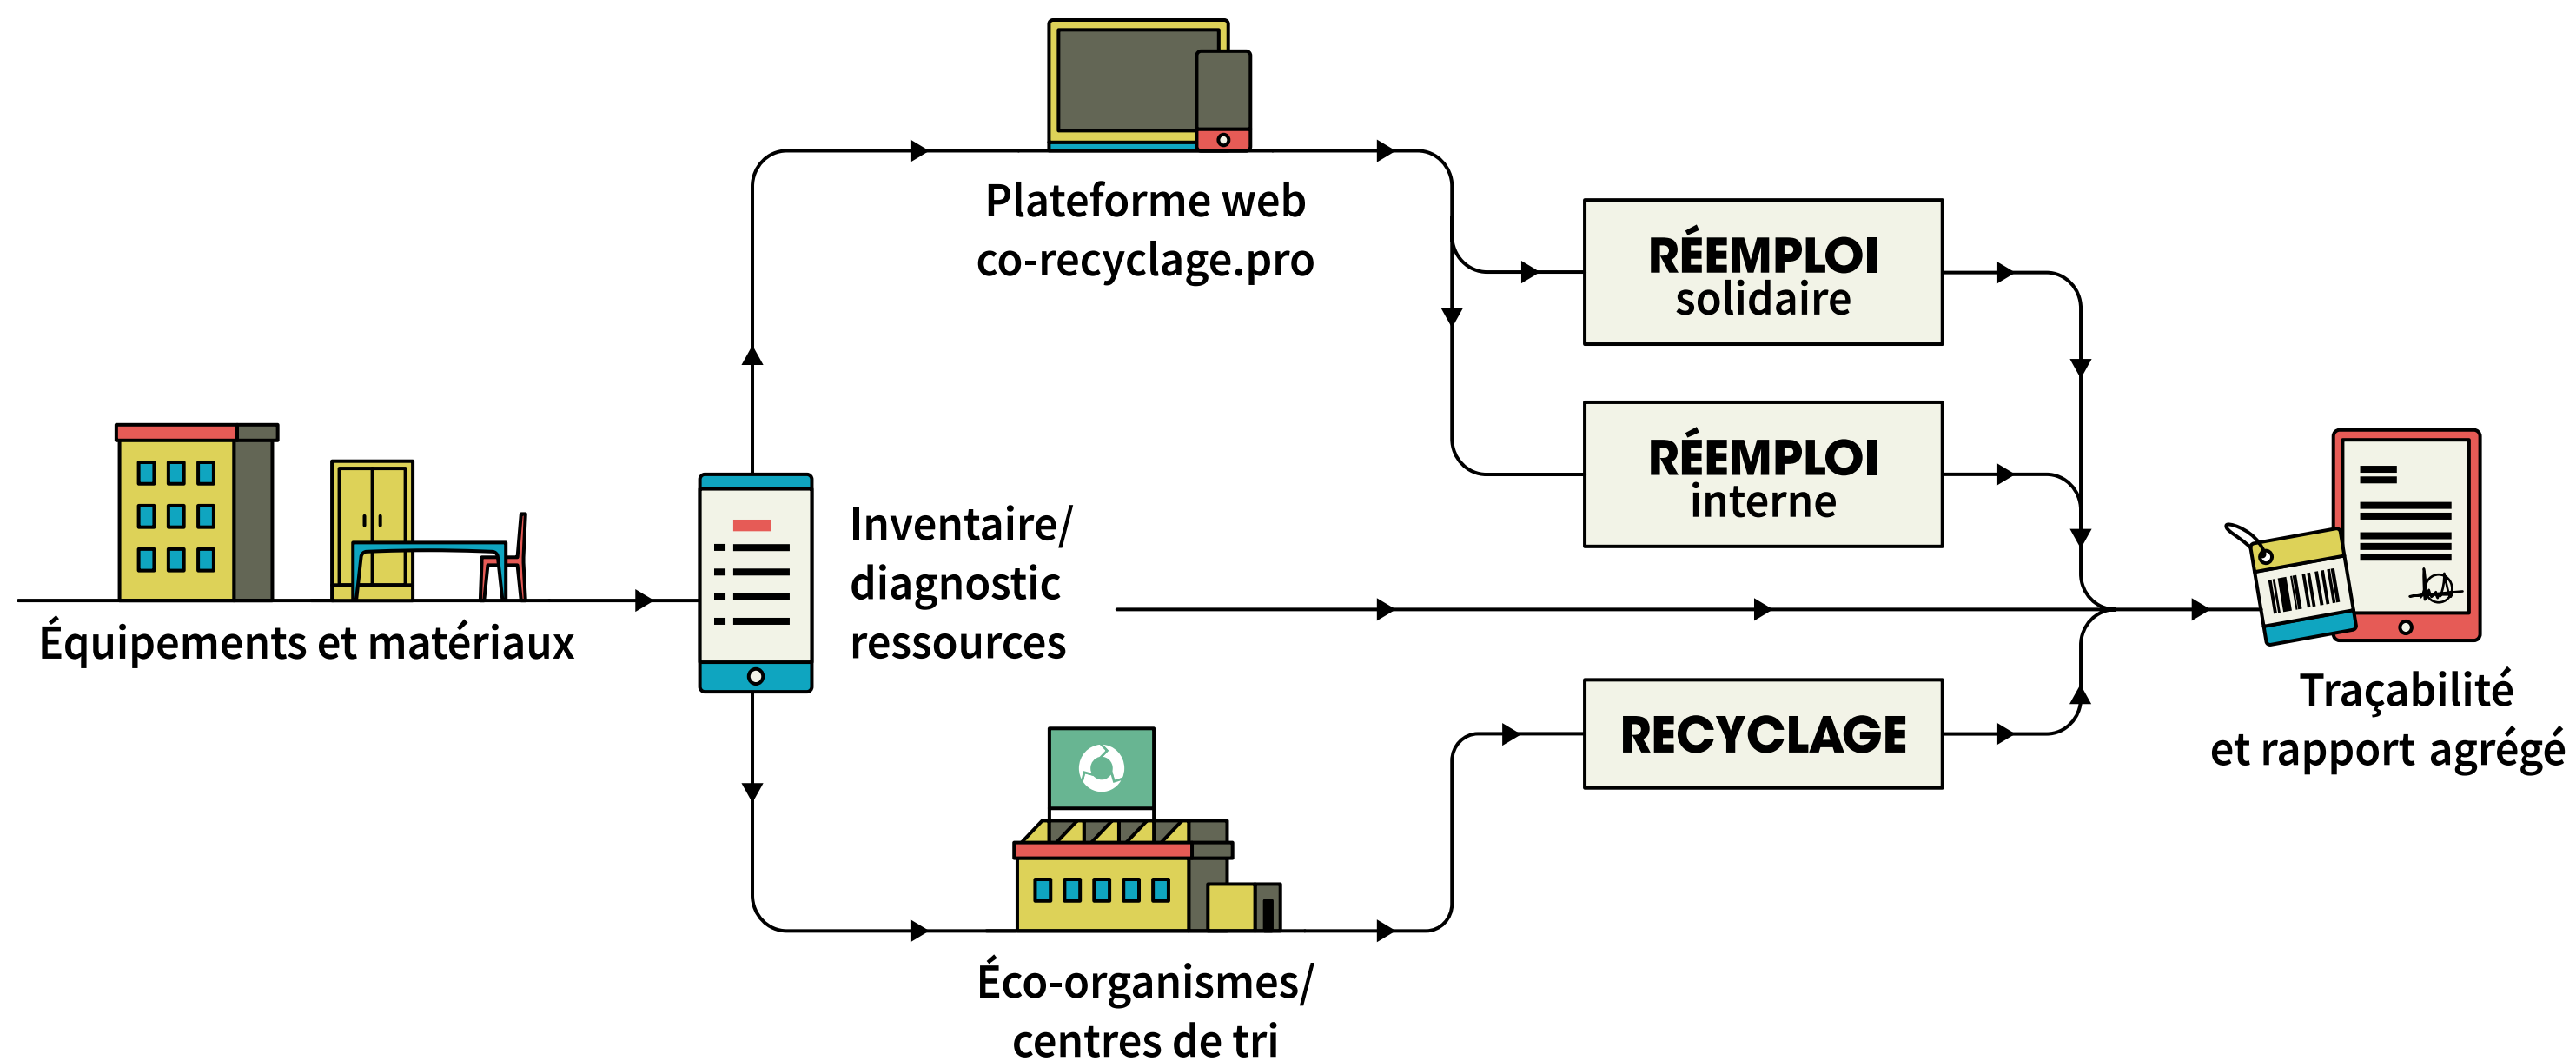 Plateforme web
co-recyclage.pro
RÉEMPLOI
solidaire
RÉEMPLOI
interne
Équipements et matériaux
Inventaire/
diagnostic
ressources
RECYCLAGE
Traçabilité
et rapport agrégé
Éco-organismes/
centres de tri